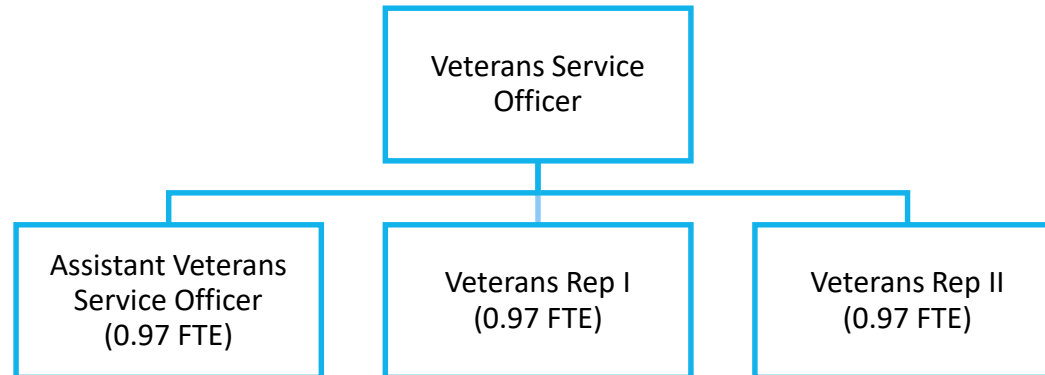 Veterans Service
Officer
Assistant Veterans
Service Officer
(0.97 FTE)
Veterans Rep I
(0.97 FTE)
Veterans Rep II
(0.97 FTE)